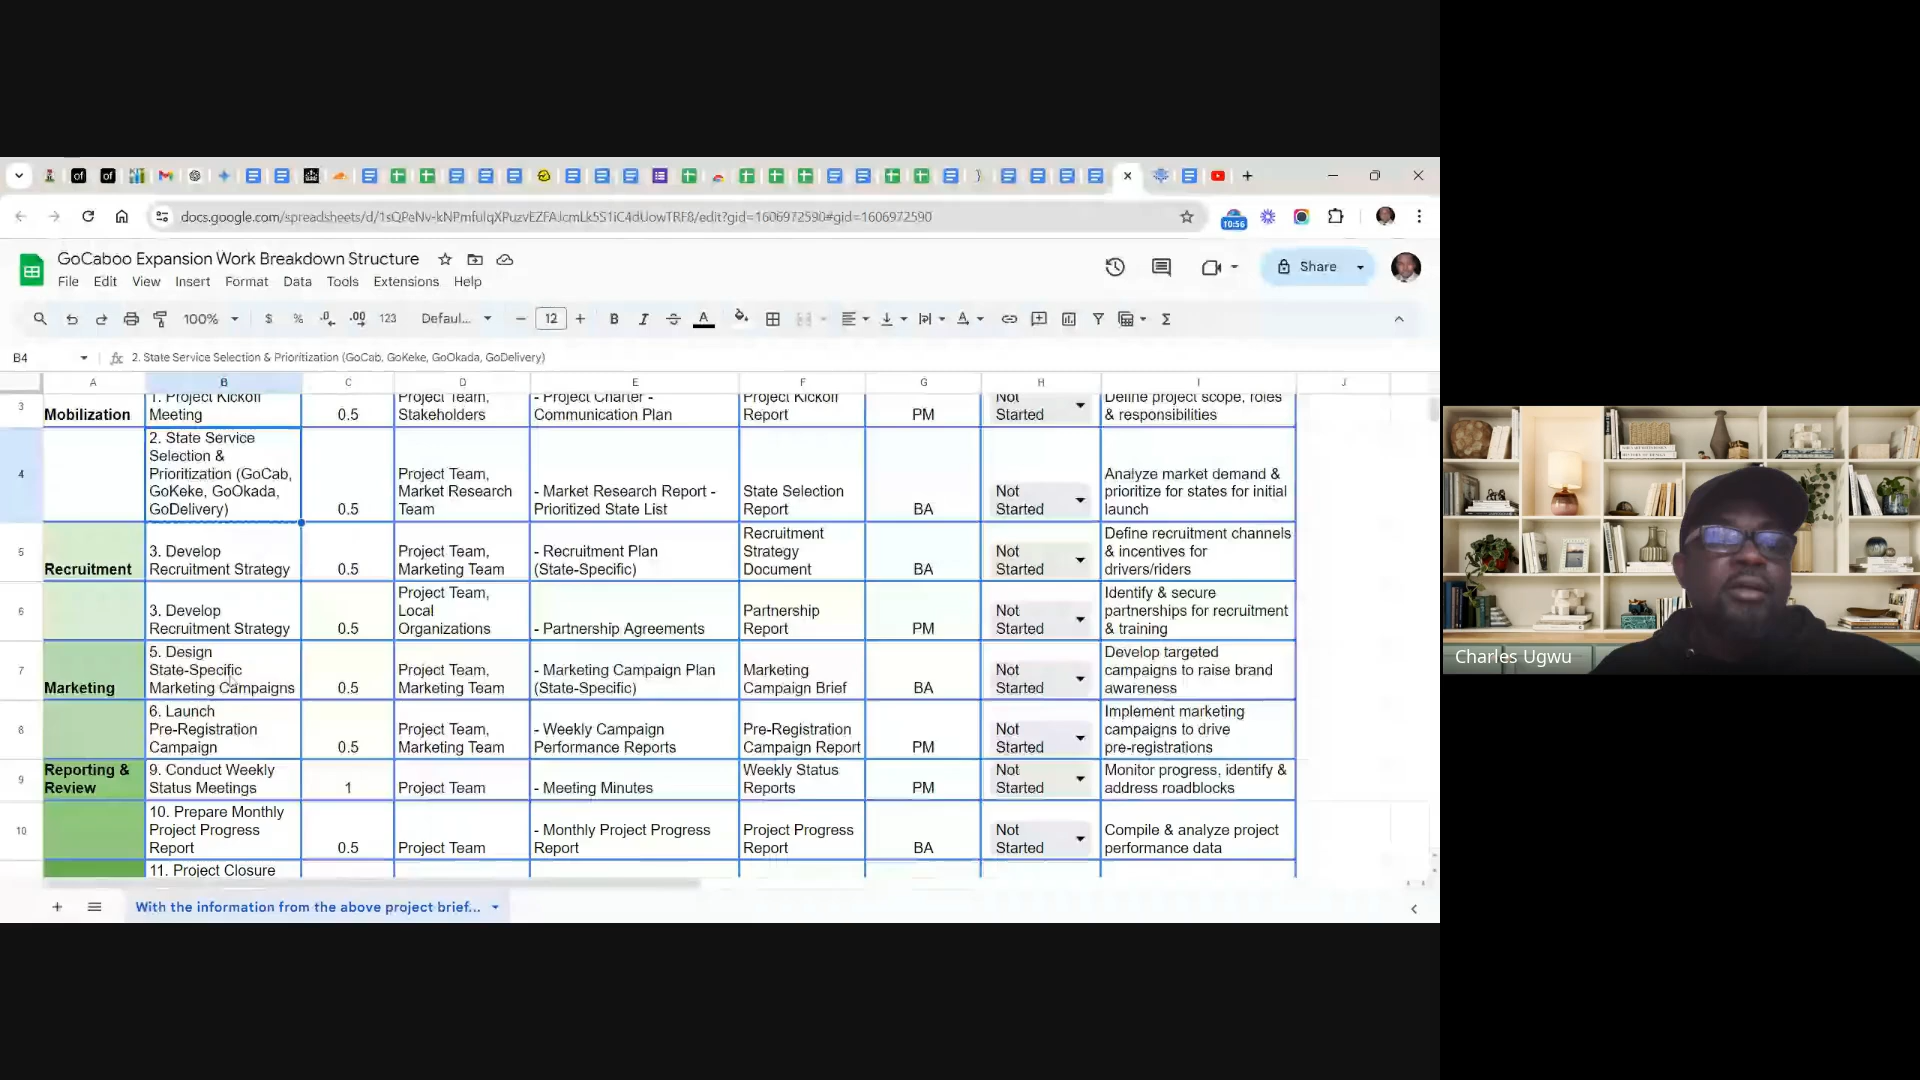 docs.google.com/spreadsheets/d/1sQPeNv-kNPmfuIqXPuzvEZFAJcmLk5S1iC4dUowTRF8/edit?gid=1606972590#gid=1606972590
10:56
GoCaboo Expansion Work Breakdown Structure
File Edit View Insert Format Data Tools Extensions Help
Share
100% $ % .0 .00 123 Defaul... 12 B I A
B4 fx 2. State Service Selection & Prioritization (GoCab, GoKeke, GoOkada, GoDelivery)
A B C D E F G H I J
3
Mobilization
1. Project Kickoff
Meeting
0.5
Project Team,
Stakeholders
- Project Charter -
Communication Plan
Project Kickoff
Report
PM
Not
Started
Define project scope, roles
& responsibilities
4
2. State Service
Selection &
Prioritization (GoCab,
GoKeke, GoOkada,
GoDelivery)
0.5
Project Team,
Market Research
Team
- Market Research Report -
Prioritized State List
State Selection
Report
BA
Not
Started
Analyze market demand &
prioritize for states for initial
launch
5
Recruitment
3. Develop
Recruitment Strategy
0.5
Project Team,
Marketing Team
- Recruitment Plan
(State-Specific)
Recruitment
Strategy
Document
BA
Not
Started
Define recruitment channels
& incentives for
drivers/riders
6
3. Develop
Recruitment Strategy
0.5
Project Team,
Local
Organizations
- Partnership Agreements
Partnership
Report
PM
Not
Started
Identify & secure
partnerships for recruitment
& training
7
Marketing
5. Design
State-Specific
Marketing Campaigns
0.5
Project Team,
Marketing Team
- Marketing Campaign Plan
(State-Specific)
Marketing
Campaign Brief
BA
Not
Started
Develop targeted
campaigns to raise brand
awareness
8
6. Launch
Pre-Registration
Campaign
0.5
Project Team,
Marketing Team
- Weekly Campaign
Performance Reports
Pre-Registration
Campaign Report
PM
Not
Started
Implement marketing
campaigns to drive
pre-registrations
9
Reporting &
Review
9. Conduct Weekly
Status Meetings
1
Project Team
- Meeting Minutes
Weekly Status
Reports
PM
Not
Started
Monitor progress, identify &
address roadblocks
10
10. Prepare Monthly
Project Progress
Report
0.5
Project Team
- Monthly Project Progress
Report
Project Progress
Report
BA
Not
Started
Compile & analyze project
performance data
11. Project Closure
With the information from the above project brief...
Charles Ugwu